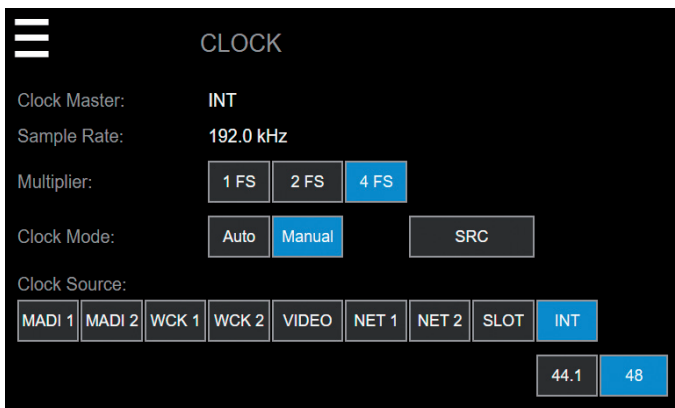 CLOCK
Clock Master: INT
Sample Rate: 192.0 kHz
Multiplier: 1 FS 2 FS 4 FS
Clock Mode: Auto Manual SRC
Clock Source:
MADI 1 MADI 2 WCK 1 WCK 2 VIDEO NET 1 NET 2 SLOT INT
44.1 48